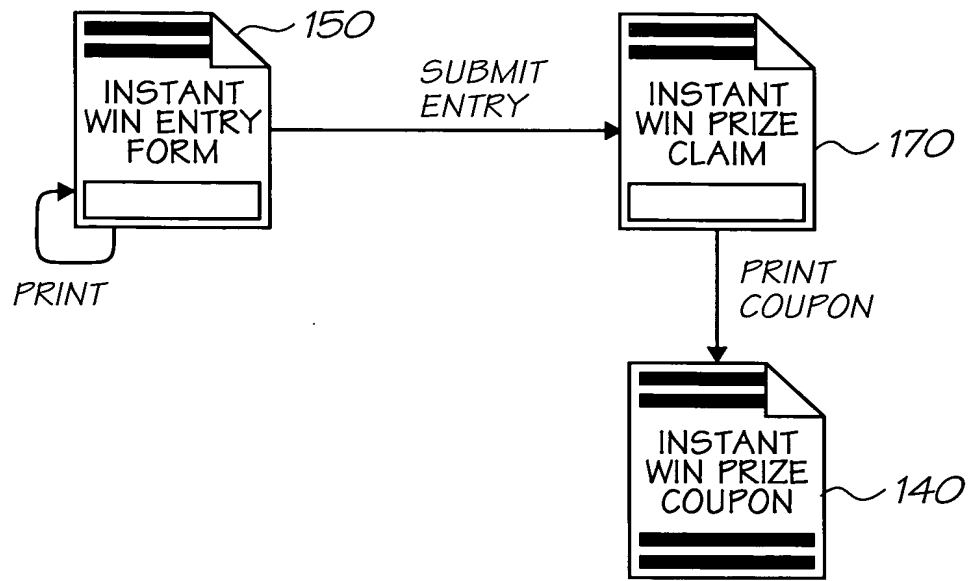 150
INSTANT
WIN ENTRY
FORM
PRINT
SUBMIT
ENTRY
INSTANT
WIN PRIZE
CLAIM
170
PRINT
COUPON
INSTANT
WIN PRIZE
COUPON
140